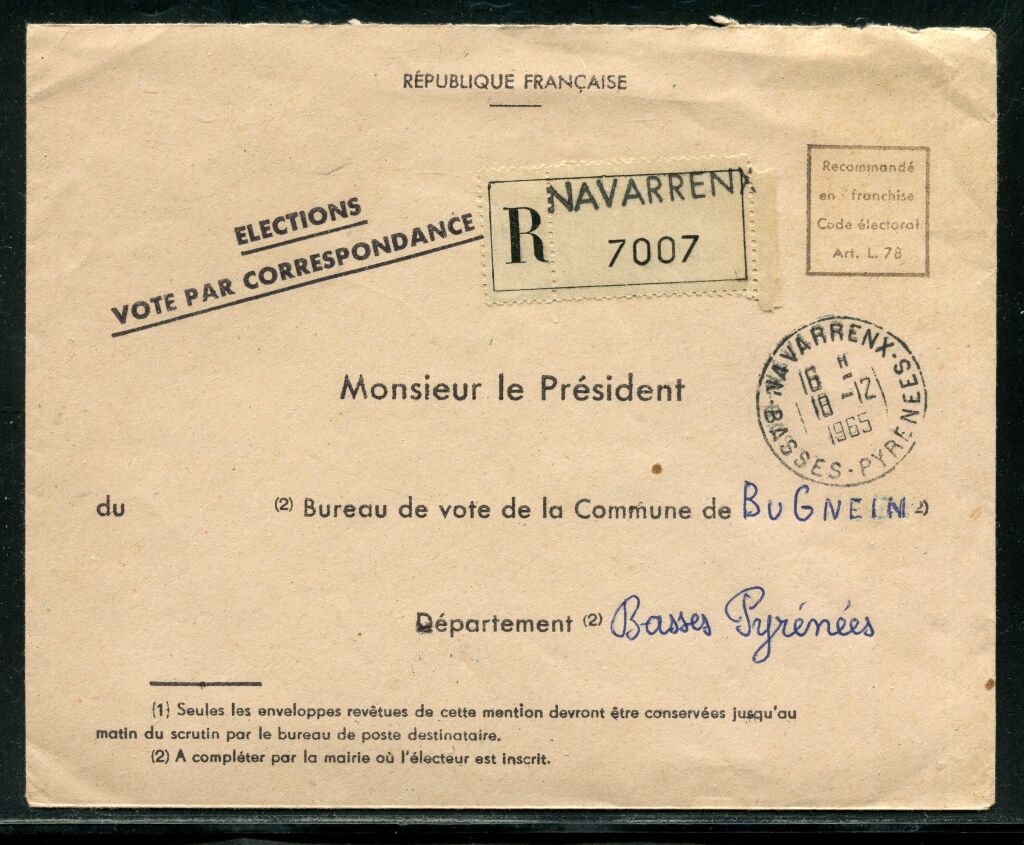 RÉPUBLIQUE FRANÇAISE
ELECTIONS
VOTE PAR CORRESPONDANCE
R NAVARRENX
7007
Recommandé
en franchise
Code électoral
Art. L. 78
NAVARRENX
16 H
18 -12
1965
BASSES-PYRENEES
Monsieur le Président
du (2) Bureau de vote de la Commune de BUGNEIN 2)
Département (2) Basses Pyrénées
(1) Seules les enveloppes revêtues de cette mention devront être conservées jusqu'au
matin du scrutin par le bureau de poste destinataire.
(2) A compléter par la mairie où l'électeur est inscrit.